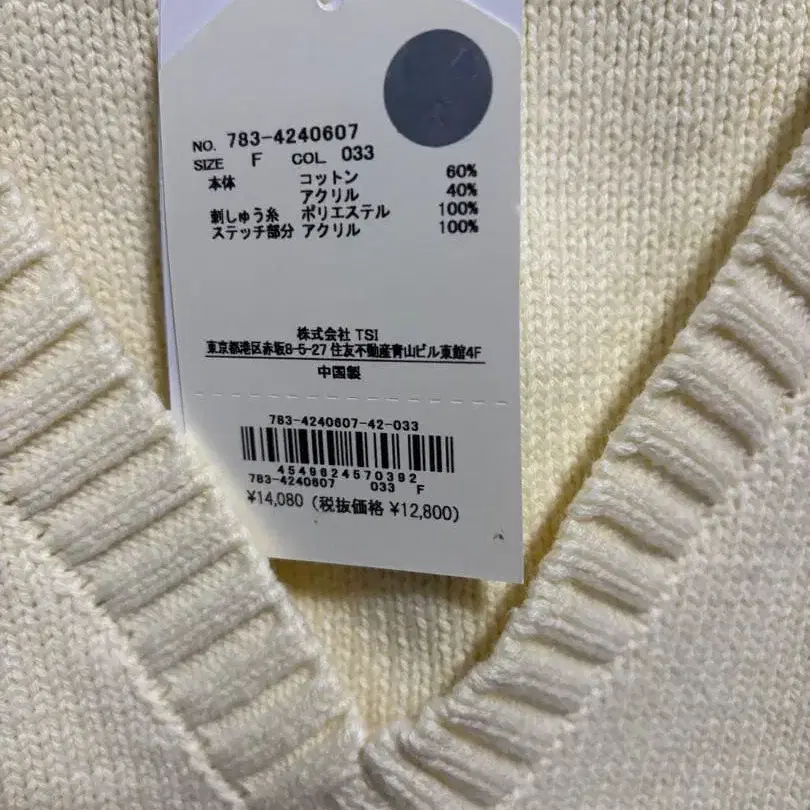 NO. 783-4240607
SIZE F COL 033
本体 コットン 60%
アクリル 40%
刺しゅう糸 ポリエステル 100%
ステッチ部分 アクリル 100%
株式会社 TSI
東京都港区赤坂8-5-27 住友不動産青山ビル東館4F
中国製
783-4240607-42-033
4549624570392
783-4240607 033 F
¥14,080 (税抜価格 ¥12,800)